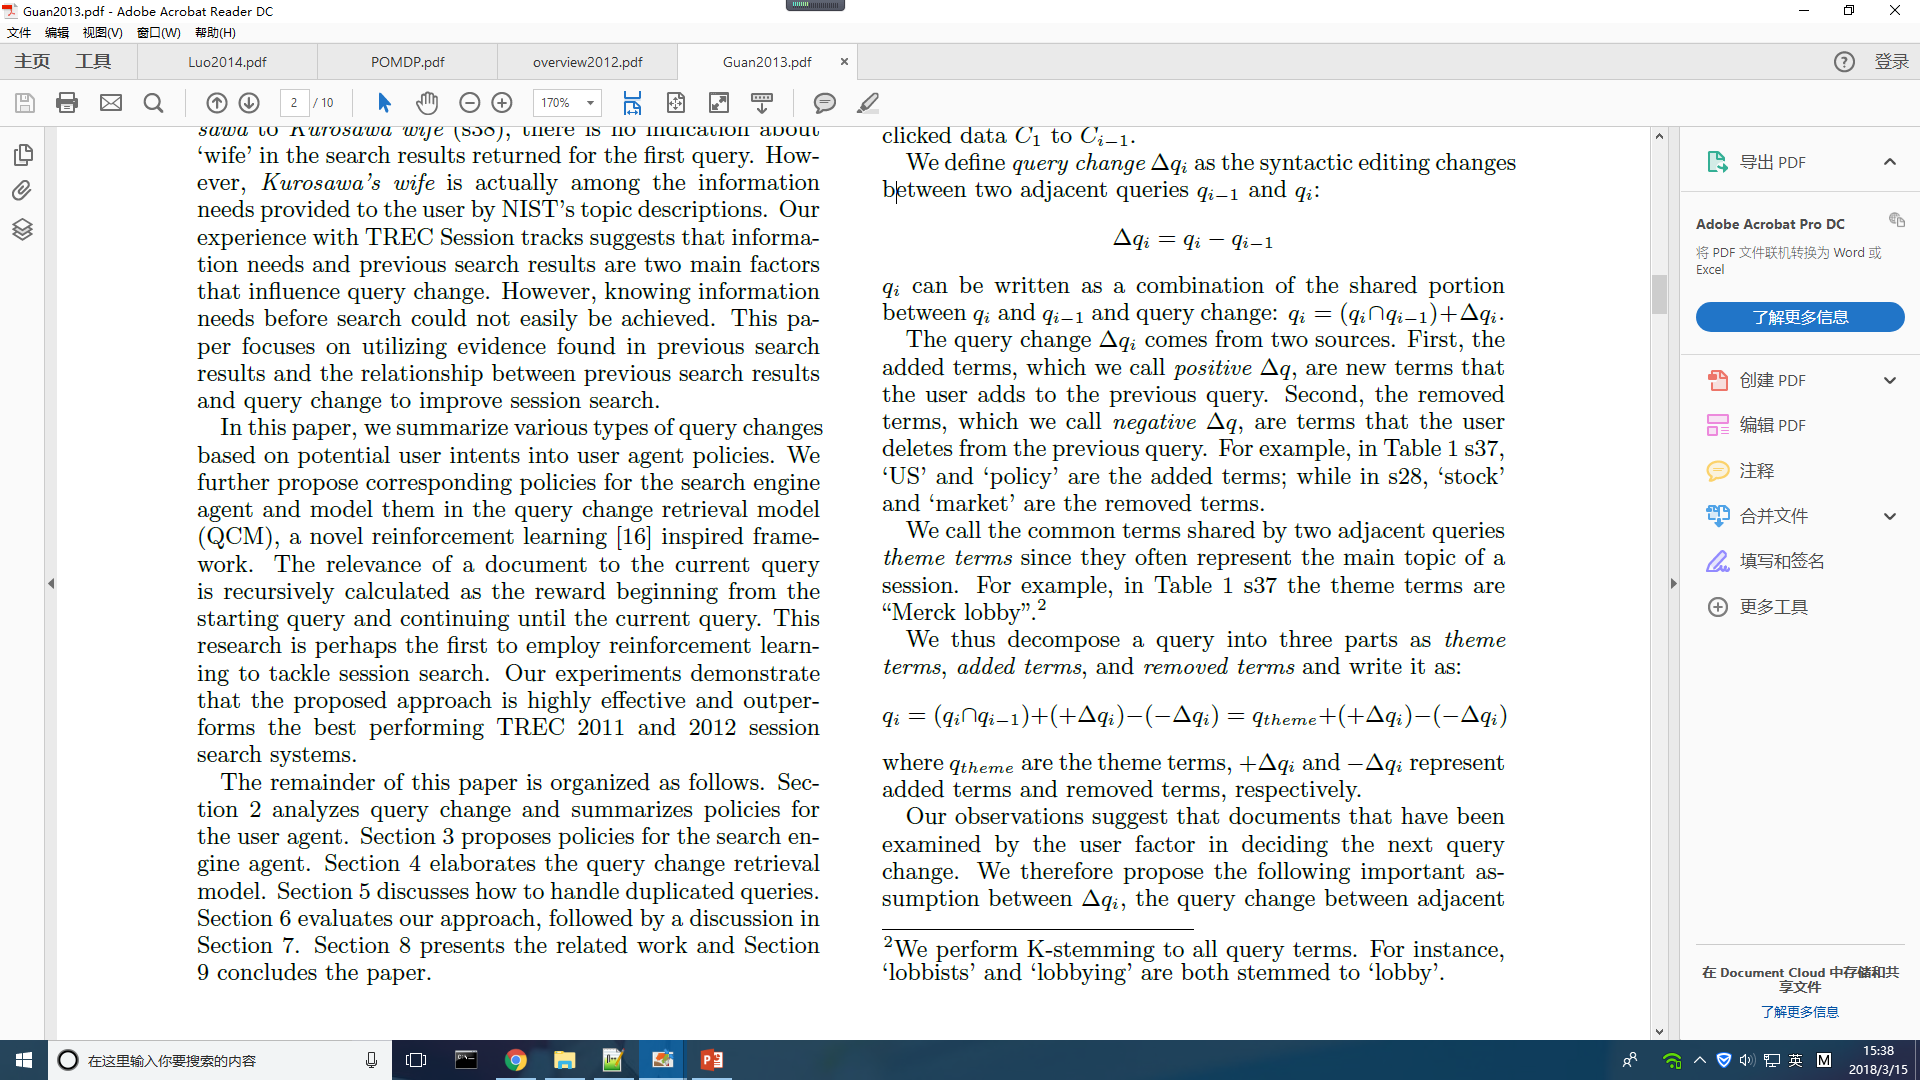 Guan2013.pdf - Adobe Acrobat Reader DC
文件 编辑 视图(V) 窗口(W) 帮助(H)
主页 工具 Luo2014.pdf POMDP.pdf overview2012.pdf Guan2013.pdf × 登录
2 / 10 170%
sawa to Kurosawa wife (s38), there is no indication about
‘wife’ in the search results returned for the first query. How-
ever, Kurosawa’s wife is actually among the information
needs provided to the user by NIST’s topic descriptions. Our
experience with TREC Session tracks suggests that informa-
tion needs and previous search results are two main factors
that influence query change. However, knowing information
needs before search could not easily be achieved. This pa-
per focuses on utilizing evidence found in previous search
results and the relationship between previous search results
and query change to improve session search.
In this paper, we summarize various types of query changes
based on potential user intents into user agent policies. We
further propose corresponding policies for the search engine
agent and model them in the query change retrieval model
(QCM), a novel reinforcement learning [16] inspired frame-
work. The relevance of a document to the current query
is recursively calculated as the reward beginning from the
starting query and continuing until the current query. This
research is perhaps the first to employ reinforcement learn-
ing to tackle session search. Our experiments demonstrate
that the proposed approach is highly effective and outper-
forms the best performing TREC 2011 and 2012 session
search systems.
The remainder of this paper is organized as follows. Sec-
tion 2 analyzes query change and summarizes policies for
the user agent. Section 3 proposes policies for the search en-
gine agent. Section 4 elaborates the query change retrieval
model. Section 5 discusses how to handle duplicated queries.
Section 6 evaluates our approach, followed by a discussion in
Section 7. Section 8 presents the related work and Section
9 concludes the paper.
clicked data C₁ to Cᵢ₋₁.
We define query change Δqᵢ as the syntactic editing changes
between two adjacent queries qᵢ₋₁ and qᵢ:
Δqᵢ = qᵢ − qᵢ₋₁
qᵢ can be written as a combination of the shared portion
between qᵢ and qᵢ₋₁ and query change: qᵢ = (qᵢ∩qᵢ₋₁)+Δqᵢ.
The query change Δqᵢ comes from two sources. First, the
added terms, which we call positive Δq, are new terms that
the user adds to the previous query. Second, the removed
terms, which we call negative Δq, are terms that the user
deletes from the previous query. For example, in Table 1 s37,
‘US’ and ‘policy’ are the added terms; while in s28, ‘stock’
and ‘market’ are the removed terms.
We call the common terms shared by two adjacent queries
theme terms since they often represent the main topic of a
session. For example, in Table 1 s37 the theme terms are
“Merck lobby”.²
We thus decompose a query into three parts as theme
terms, added terms, and removed terms and write it as:
qᵢ = (qᵢ∩qᵢ₋₁)+(+Δqᵢ)−(−Δqᵢ) = q_theme+(+Δqᵢ)−(−Δqᵢ)
where q_theme are the theme terms, +Δqᵢ and −Δqᵢ represent
added terms and removed terms, respectively.
Our observations suggest that documents that have been
examined by the user factor in deciding the next query
change. We therefore propose the following important as-
sumption between Δqᵢ, the query change between adjacent
²We perform K-stemming to all query terms. For instance,
‘lobbists’ and ‘lobbying’ are both stemmed to ‘lobby’.
导出 PDF
Adobe Acrobat Pro DC
将 PDF 文件联机转换为 Word 或
Excel
了解更多信息
创建 PDF
编辑 PDF
注释
合并文件
填写和签名
更多工具
在 Document Cloud 中存储和共
享文件
了解更多信息
在这里输入你要搜索的内容
英 M 15:38
2018/3/15